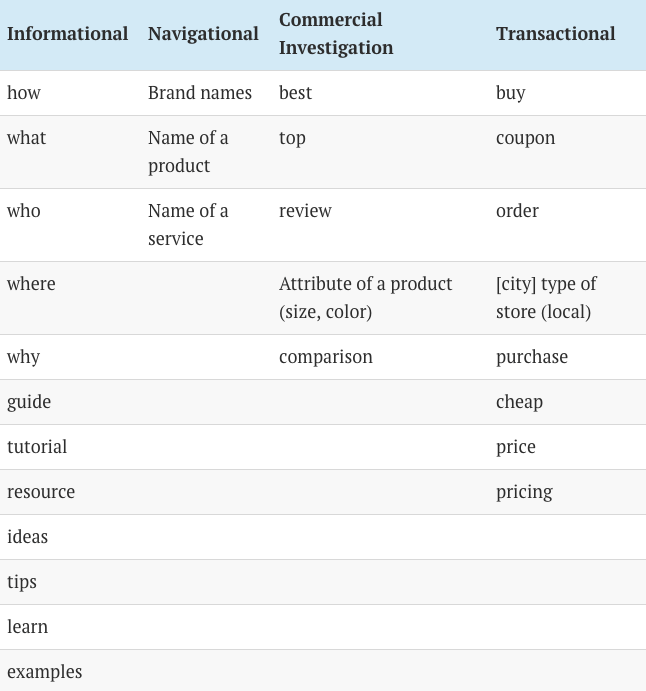 Informational Navigational Commercial Investigation Transactional
how Brand names best buy
what Name of a product top coupon
who Name of a service review order
where Attribute of a product (size, color) [city] type of store (local)
why comparison purchase
guide cheap
tutorial price
resource pricing
ideas
tips
learn
examples